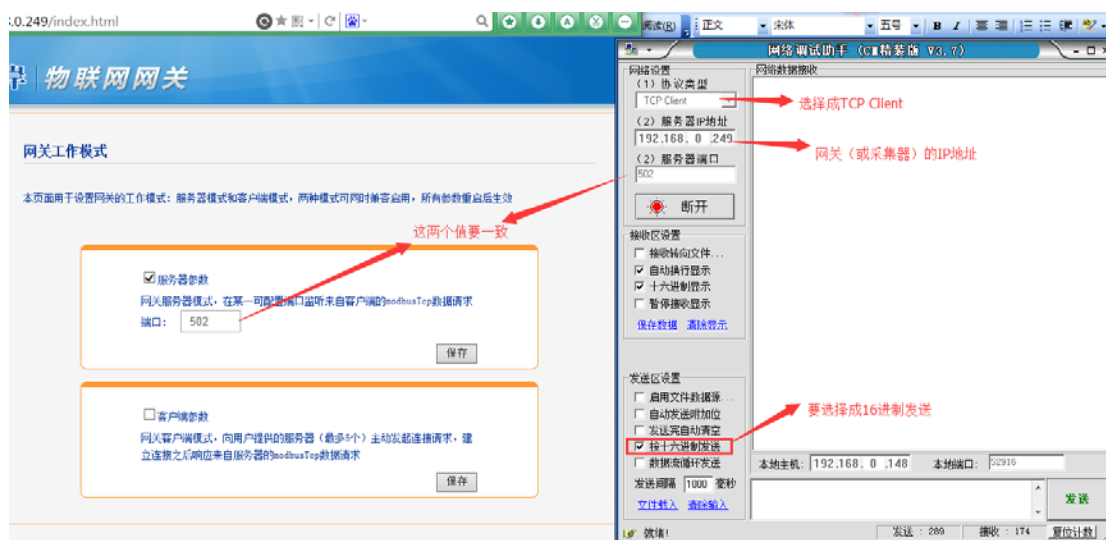 .0.249/index.html
阅读(R)
正文
宋体
五号
B
I
物联网网关
网关工作模式
本页面用于设置网关的工作模式：服务器模式和客户端模式，两种模式可同时兼容启用，所有参数重启后生效
这两个值要一致
服务器参数
网关服务器模式，在某一可配置端口监听来自客户端的modbusTcp数据请求
端口：
502
保存
客户端参数
网关客户端模式，向用户提供的服务器（最多5个）主动发起连接请求，建
立连接之后响应来自服务器的modbusTcp数据请求
保存
网络调试助手 (CM精装版 V3.7)
网络设置
(1) 协议类型
TCP Client
(2) 服务器IP地址
192.168. 0 .249
(2) 服务器端口
502
断开
接收区设置
接收转向文件...
自动换行显示
十六进制显示
暂停接收显示
保存数据
清除显示
发送区设置
启用文件数据源...
自动发送附加位
发送完自动清空
按十六进制发送
数据流循环发送
发送间隔
1000
毫秒
文件载入
清除输入
就绪!
网络数据接收
选择成TCP Client
网关（或采集器）的IP地址
要选择成16进制发送
本地主机:
192.168. 0 .148
本地端口:
52916
发送
发送 : 289
接收 : 174
复位计数